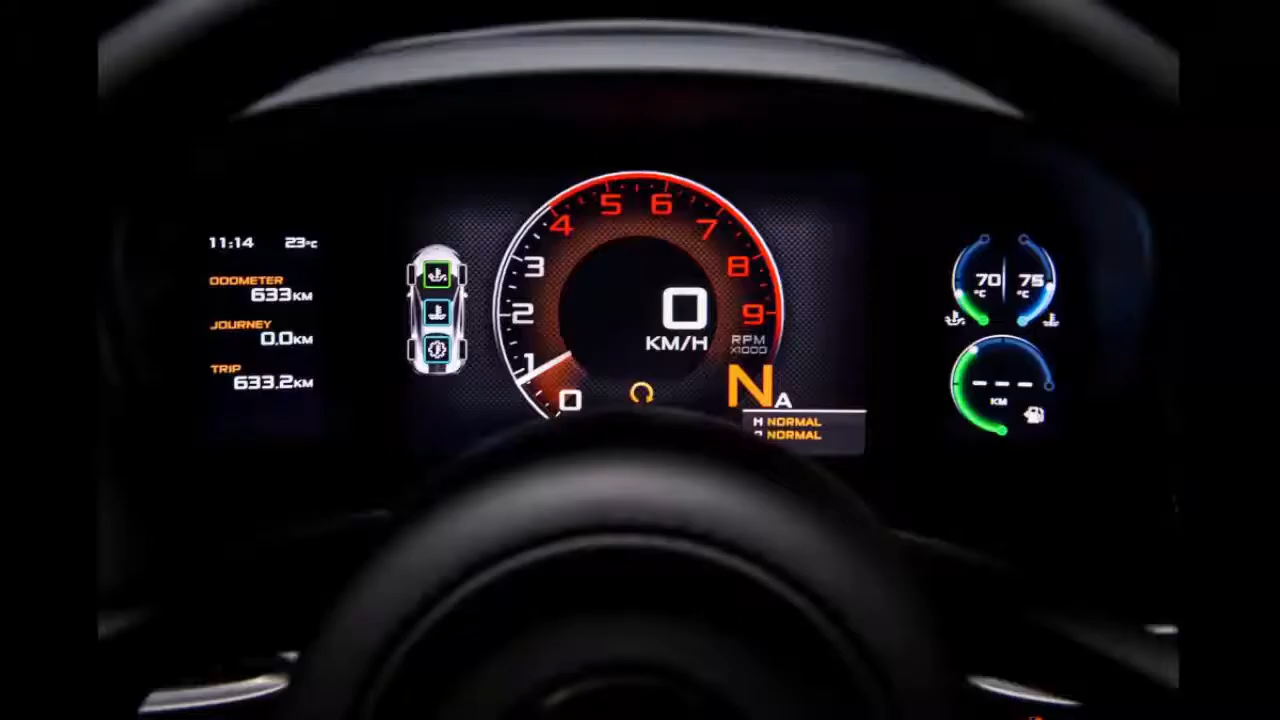 11:14 23°C
ODOMETER
633KM
JOURNEY
0.0KM
TRIP
633.2KM
0
1
2
3
4
5
6
7
8
9
RPM
X1000
0
KM/H
N A
H NORMAL
NORMAL
70 °C
75 °C
---
KM